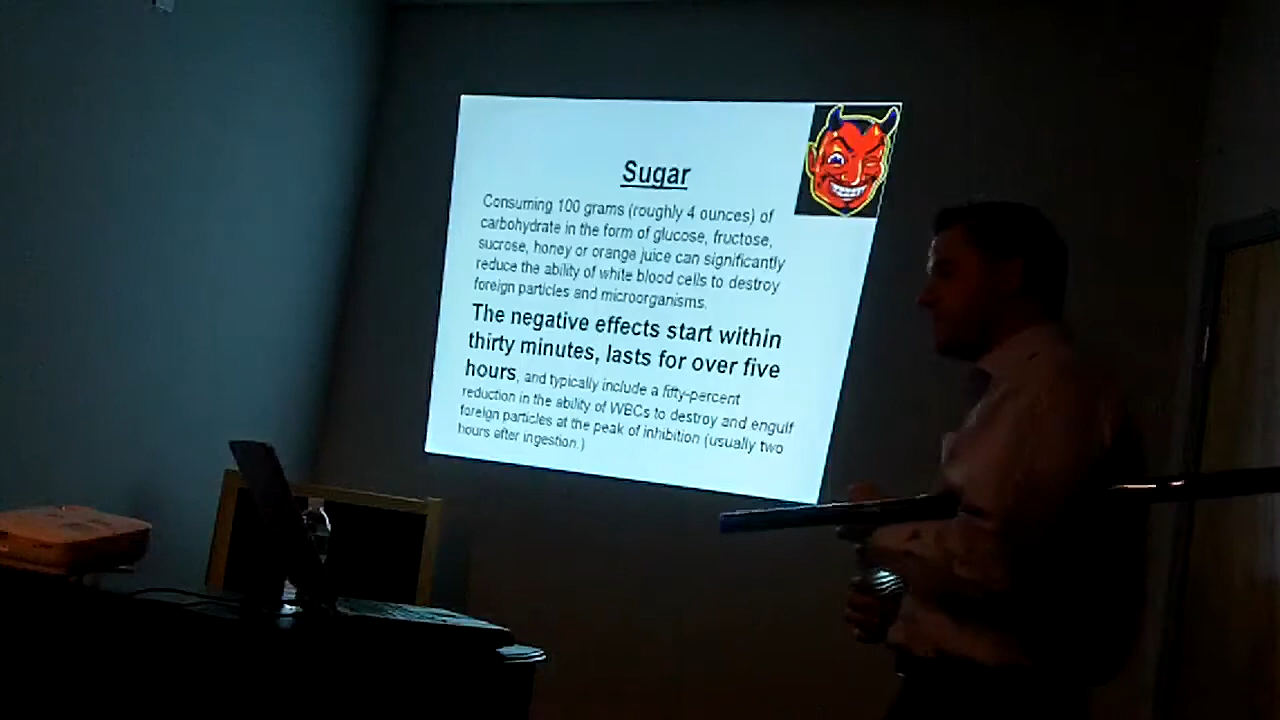 Sugar
Consuming 100 grams (roughly 4 ounces) of
carbohydrate in the form of glucose, fructose,
sucrose, honey or orange juice can significantly
reduce the ability of white blood cells to destroy
foreign particles and microorganisms.
The negative effects start within
thirty minutes, lasts for over five
hours, and typically include a fifty-percent
reduction in the ability of WBCs to destroy and engulf
foreign particles at the peak of inhibition (usually two
hours after ingestion.)